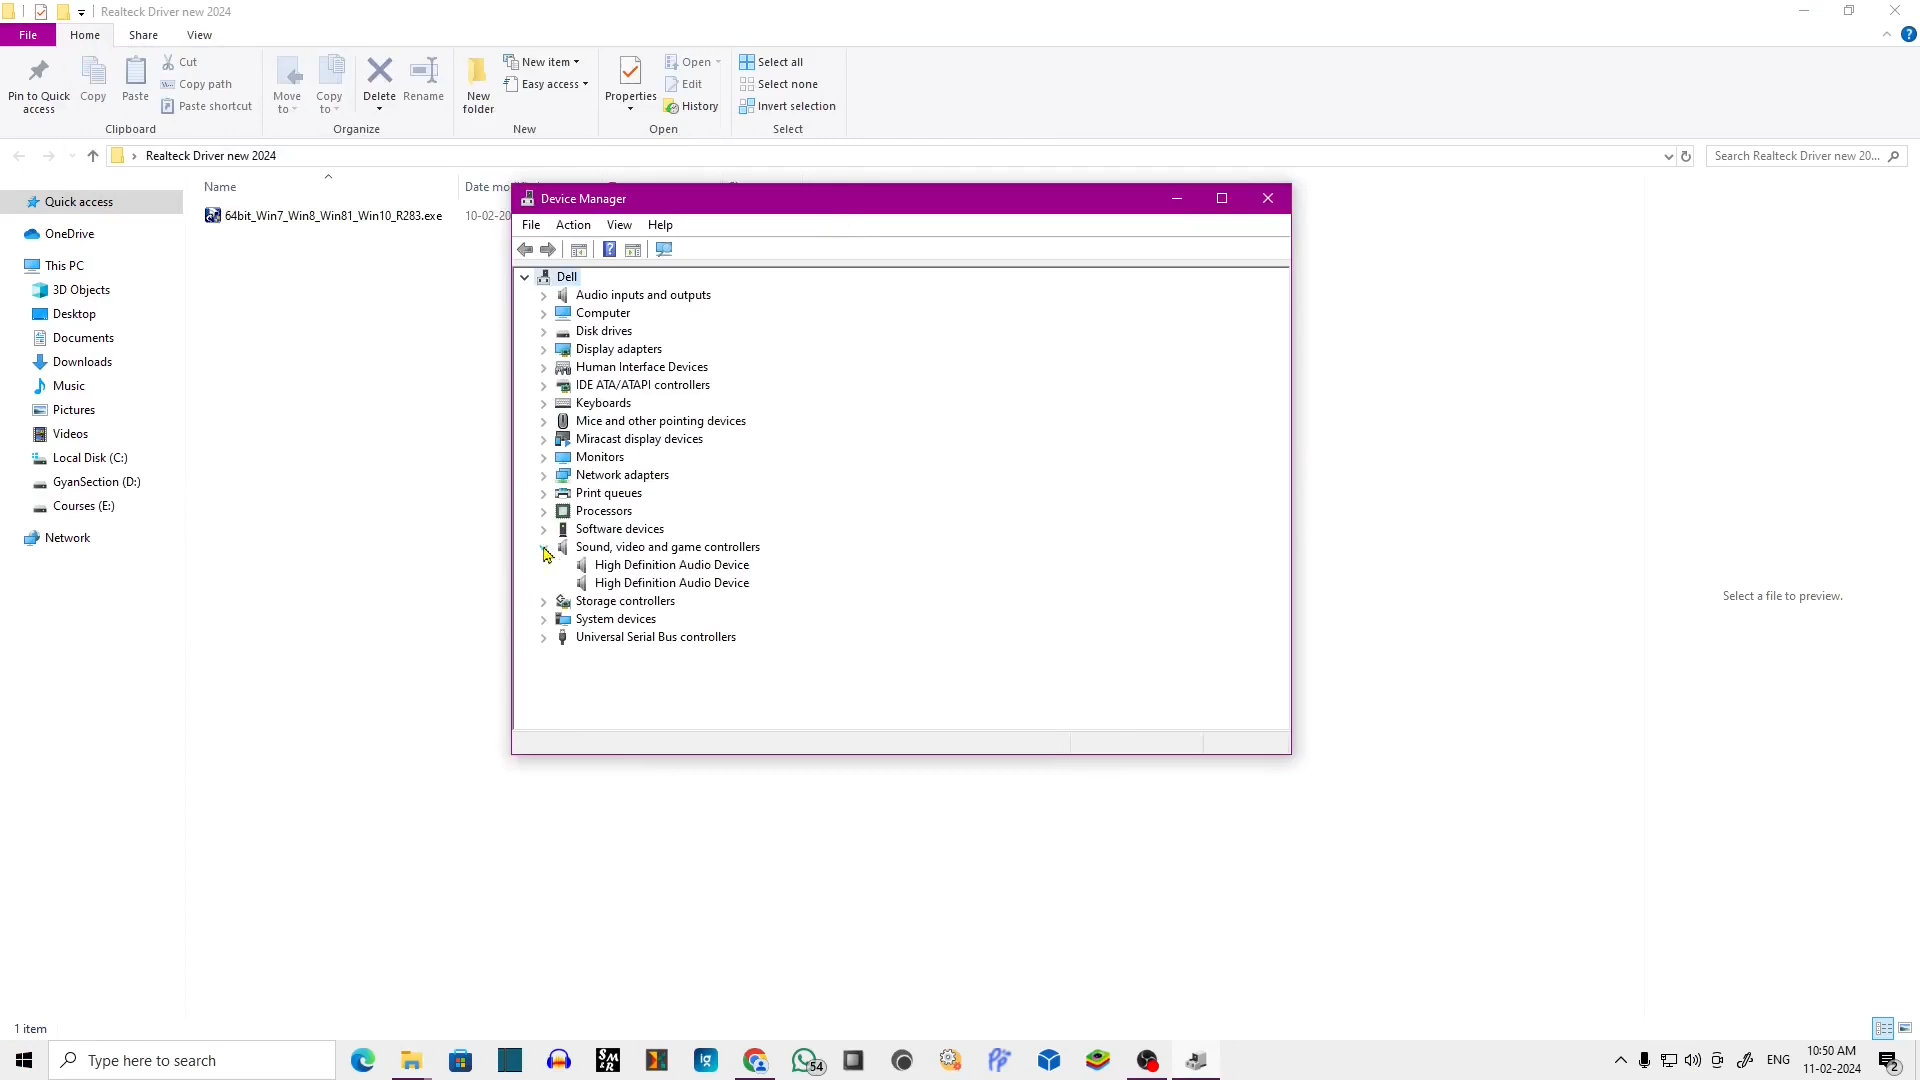 Realteck Driver new 2024
File Home Share View
Pin to Quick access
Copy
Paste
Cut
Copy path
Paste shortcut
Clipboard
Move to
Copy to
Delete
Rename
Organize
New folder
New item
Easy access
New
Properties
Open
Edit
History
Open
Select all
Select none
Invert selection
Select
Realteck Driver new 2024
Search Realteck Driver new 20...
Name
64bit_Win7_Win8_Win81_Win10_R283.exe
10-02-20
Quick access
OneDrive
This PC
3D Objects
Desktop
Documents
Downloads
Music
Pictures
Videos
Local Disk (C:)
GyanSection (D:)
Courses (E:)
Network
Device Manager
File Action View Help
Dell
Audio inputs and outputs
Computer
Disk drives
Display adapters
Human Interface Devices
IDE ATA/ATAPI controllers
Keyboards
Mice and other pointing devices
Miracast display devices
Monitors
Network adapters
Print queues
Processors
Software devices
Sound, video and game controllers
High Definition Audio Device
High Definition Audio Device
Storage controllers
System devices
Universal Serial Bus controllers
Select a file to preview.
1 item
Type here to search
SM&R
Ig
54
ENG
10:50 AM
11-02-2024
2